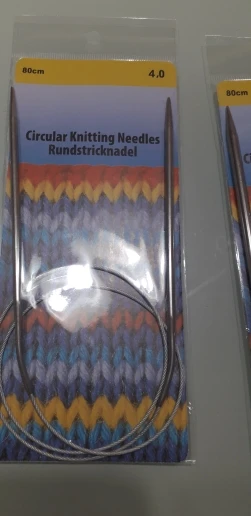 80cm 4,0
Circular Knitting Needles
Rundstricknadel
80cm